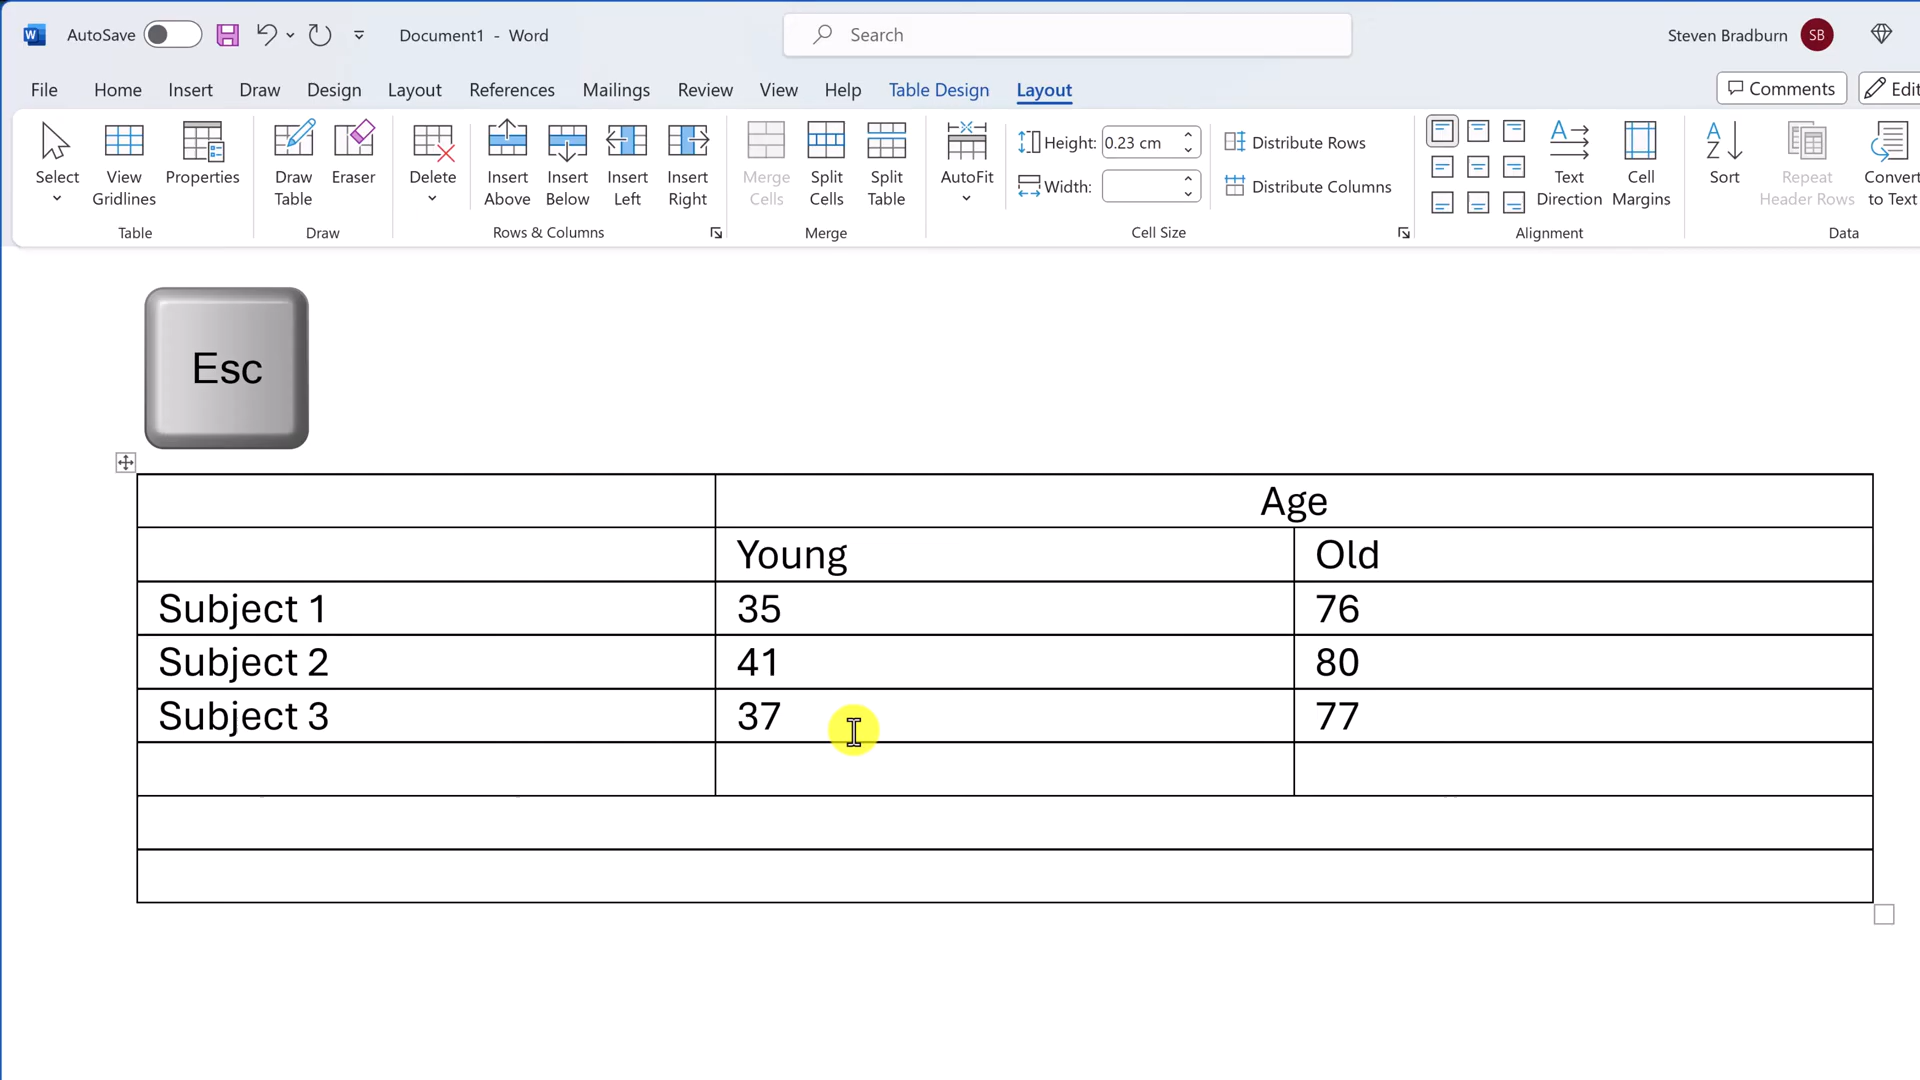 AutoSave Document1 - Word Search Steven Bradburn SB
File Home Insert Draw Design Layout References Mailings Review View Help Table Design Layout Comments Edit
Select View Gridlines Properties Draw Table Eraser Delete Insert Above Insert Below Insert Left Insert Right Merge Cells Split Cells Split Table AutoFit Height: 0.23 cm Width: Distribute Rows Distribute Columns Text Direction Cell Margins Sort Repeat Header Rows Convert to Text
Table Draw Rows & Columns Merge Cell Size Alignment Data
Esc
Age
Young Old
Subject 1 35 76
Subject 2 41 80
Subject 3 37 77